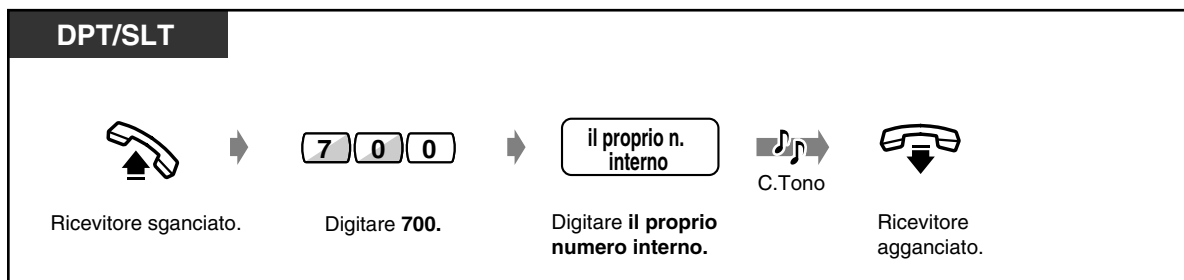 DPT/SLT
7 0 0
il proprio n.
interno
C.Tono
Ricevitore sganciato.
Digitare 700.
Digitare il proprio
numero interno.
Ricevitore
agganciato.